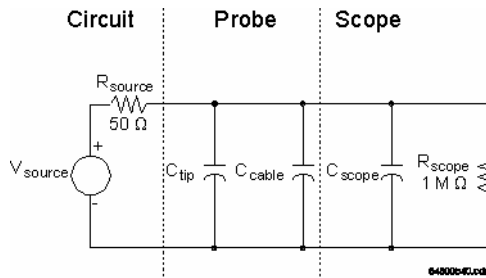 Circuit
Probe
Scope
Rsource
50 Ω
+
Vsource
-
Ctip
Ccable
Cscope
Rscope
1 M Ω